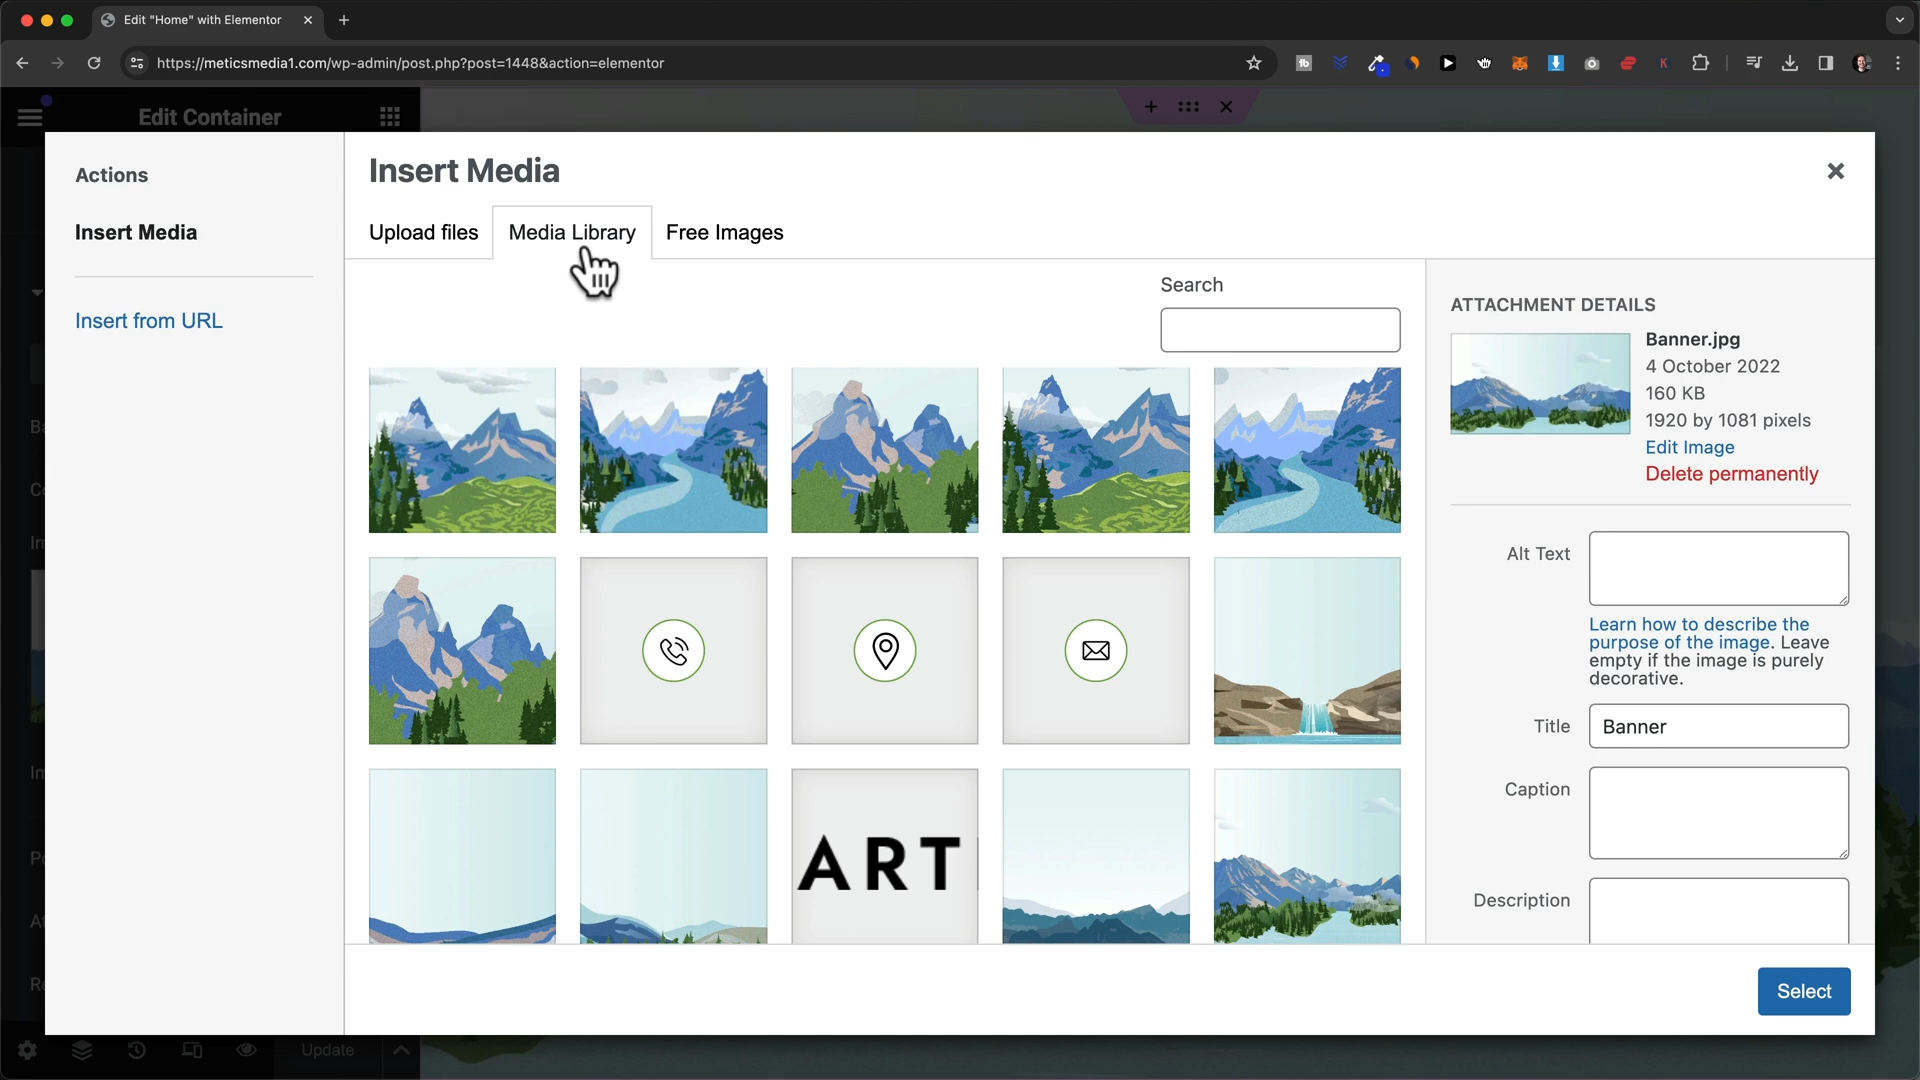 Edit "Home" with Elementor
https://meticsmedia1.com/wp-admin/post.php?post=1448&action=elementor
Edit Container
Actions
Insert Media
Insert from URL
Insert Media
Upload files
Media Library
Free Images
Search
ART
ATTACHMENT DETAILS
Banner.jpg
4 October 2022
160 KB
1920 by 1081 pixels
Edit Image
Delete permanently
Alt Text
Learn how to describe the
purpose of the image. Leave
empty if the image is purely
decorative.
Title
Banner
Caption
Description
Select
Update